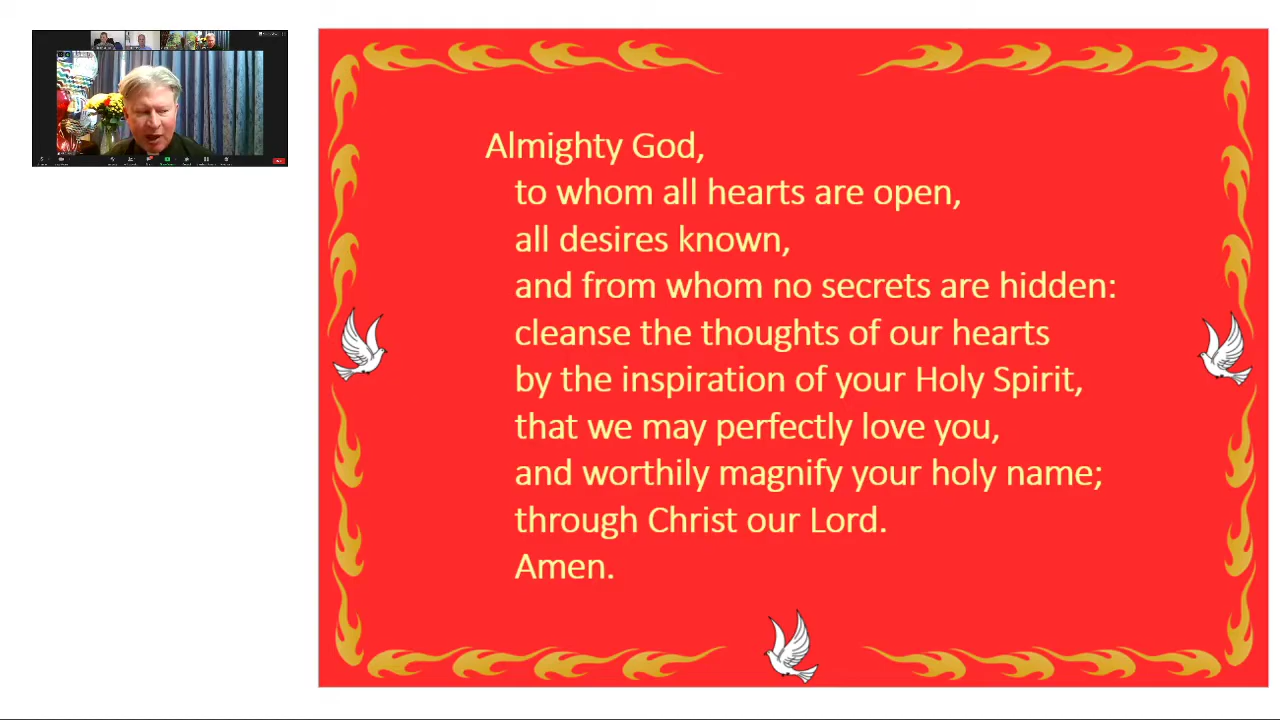 Almighty God,
to whom all hearts are open,
all desires known,
and from whom no secrets are hidden:
cleanse the thoughts of our hearts
by the inspiration of your Holy Spirit,
that we may perfectly love you,
and worthily magnify your holy name;
through Christ our Lord.
Amen.